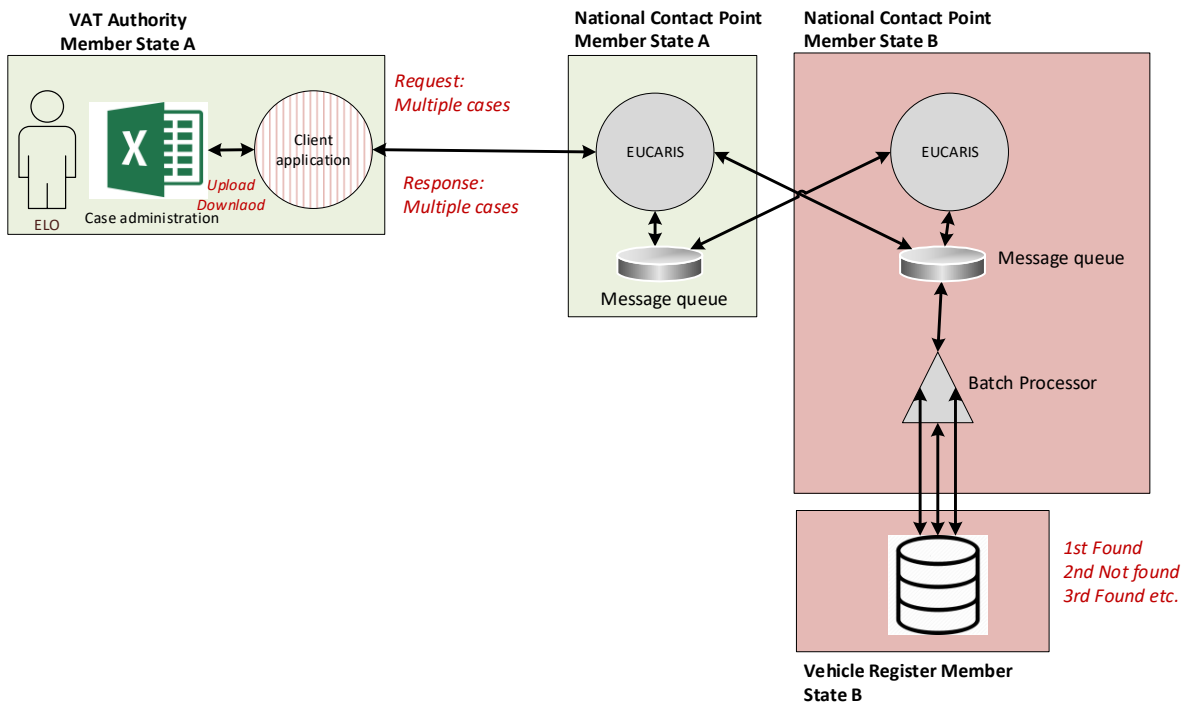 VAT Authority
Member State A
National Contact Point
Member State A
National Contact Point
Member State B
Request:
Multiple cases
X
Client
application
EUCARIS
EUCARIS
Upload
Downlaod
Response:
Multiple cases
ELO
Case administration
Message queue
Message queue
Batch Processor
1st Found
2nd Not found
3rd Found etc.
Vehicle Register Member
State B